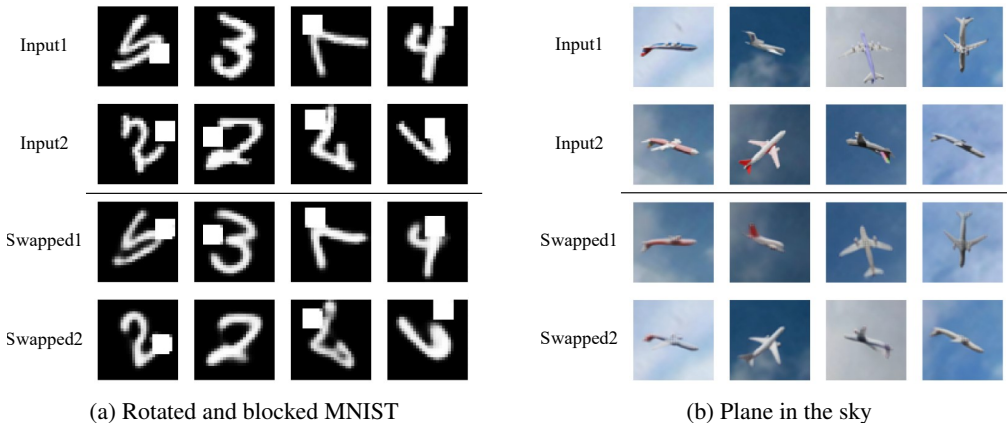 Input1
Input2
Swapped1
Swapped2
(a) Rotated and blocked MNIST
Input1
Input2
Swapped1
Swapped2
(b) Plane in the sky